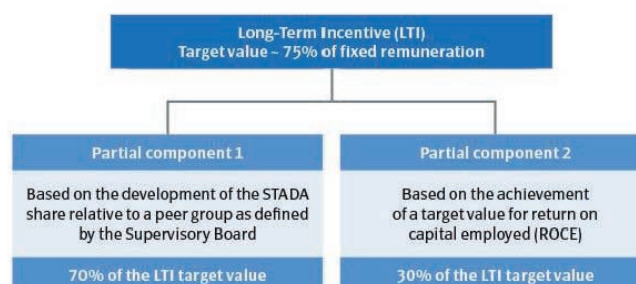 Long-Term Incentive (LTI)
Target value ~ 75% of fixed remuneration
Partial component 1
Based on the development of the STADA
share relative to a peer group as defined
by the Supervisory Board
70% of the LTI target value
Partial component 2
Based on the achievement
of a target value for return on
capital employed (ROCE)
30% of the LTI target value